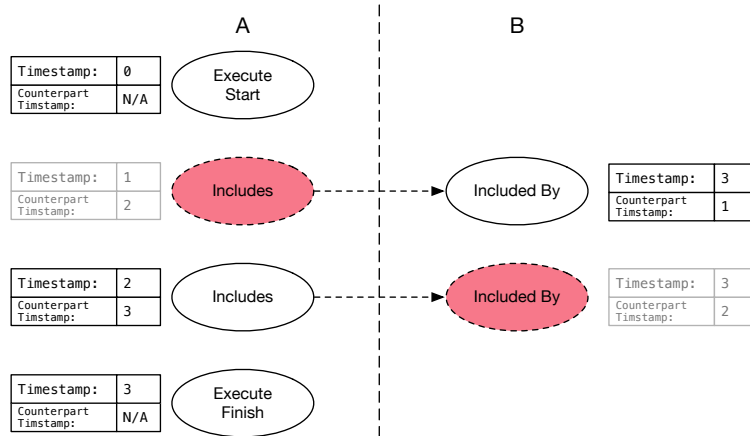 A B
Timestamp: 0
Counterpart
Timstamp: N/A
Execute
Start
Timestamp: 1
Counterpart
Timstamp: 2
Includes
Included By
Timestamp: 3
Counterpart
Timstamp: 1
Timestamp: 2
Counterpart
Timstamp: 3
Includes
Included By
Timestamp: 3
Counterpart
Timstamp: 2
Timestamp: 3
Counterpart
Timstamp: N/A
Execute
Finish